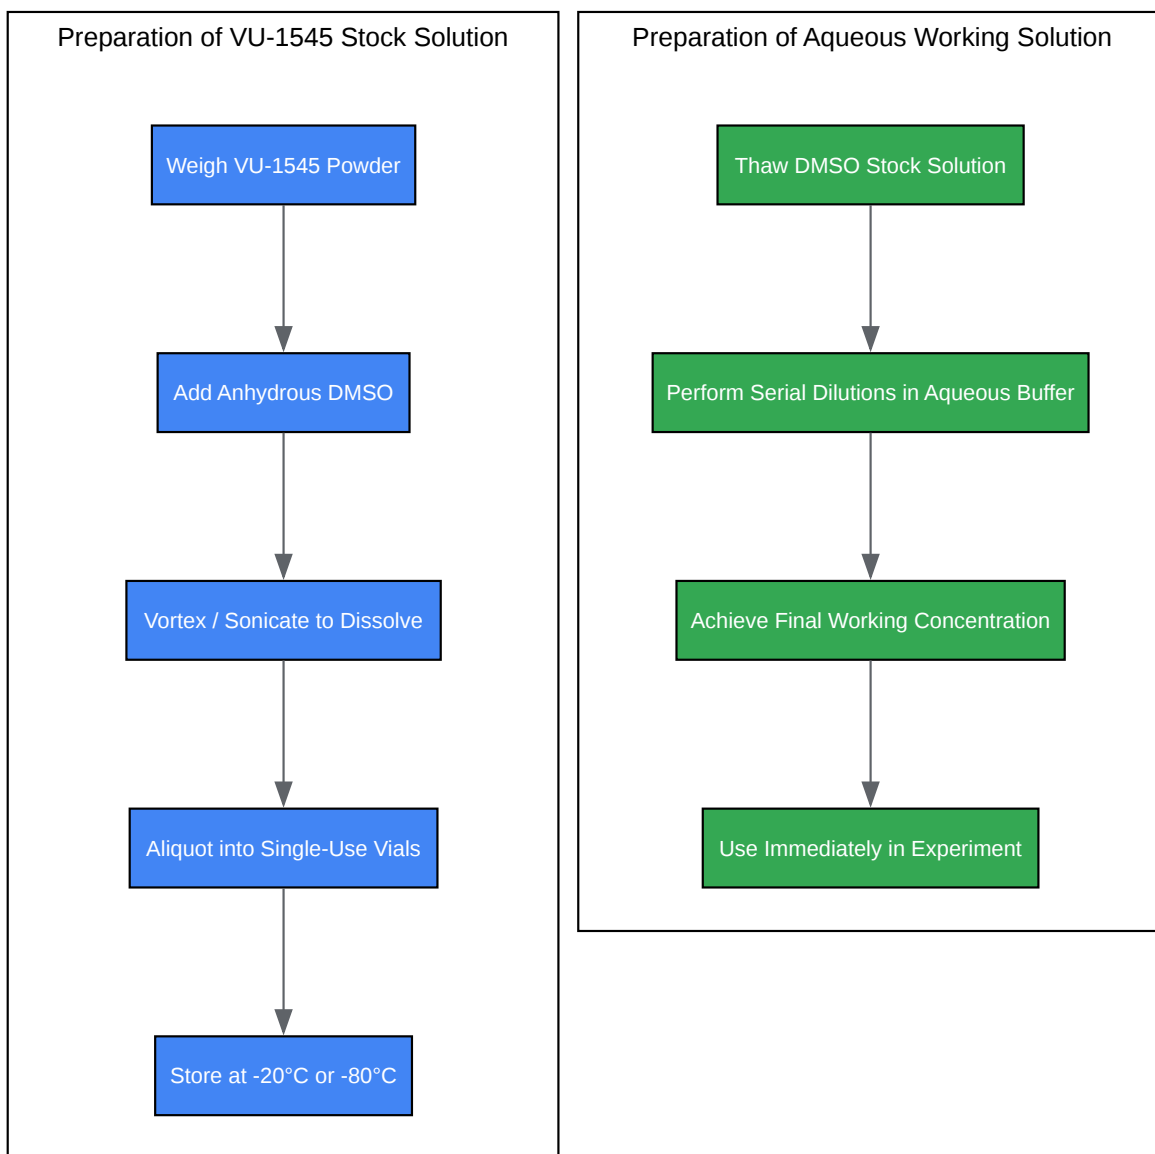 Preparation of VU-1545 Stock Solution
Weigh VU-1545 Powder
Add Anhydrous DMSO
Vortex / Sonicate to Dissolve
Aliquot into Single-Use Vials
Store at -20°C or -80°C
Preparation of Aqueous Working Solution
Thaw DMSO Stock Solution
Perform Serial Dilutions in Aqueous Buffer
Achieve Final Working Concentration
Use Immediately in Experiment